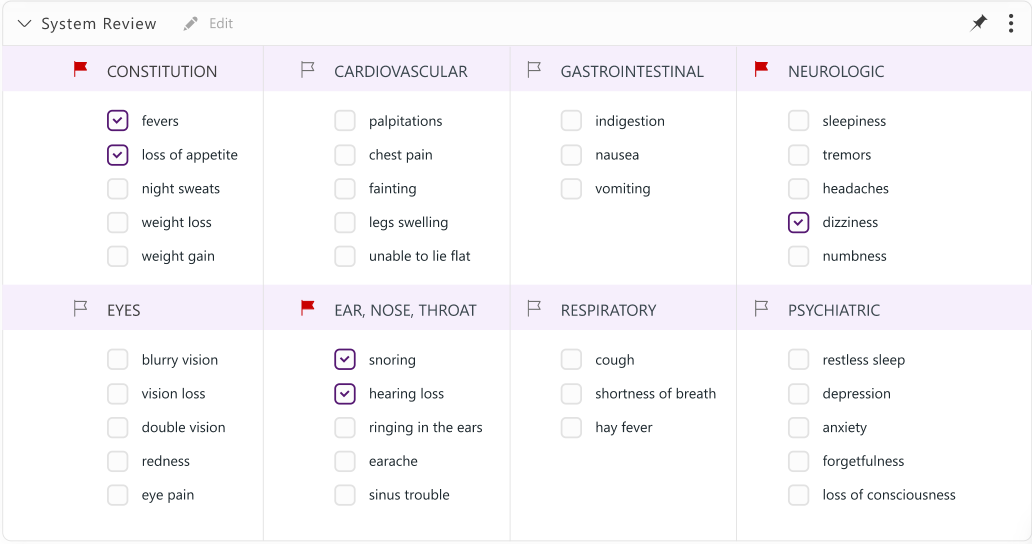 System Review Edit
CONSTITUTION
fevers
loss of appetite
night sweats
weight loss
weight gain
CARDIOVASCULAR
palpitations
chest pain
fainting
legs swelling
unable to lie flat
GASTROINTESTINAL
indigestion
nausea
vomiting
NEUROLOGIC
sleepiness
tremors
headaches
dizziness
numbness
EYES
blurry vision
vision loss
double vision
redness
eye pain
EAR, NOSE, THROAT
snoring
hearing loss
ringing in the ears
earache
sinus trouble
RESPIRATORY
cough
shortness of breath
hay fever
PSYCHIATRIC
restless sleep
depression
anxiety
forgetfulness
loss of consciousness